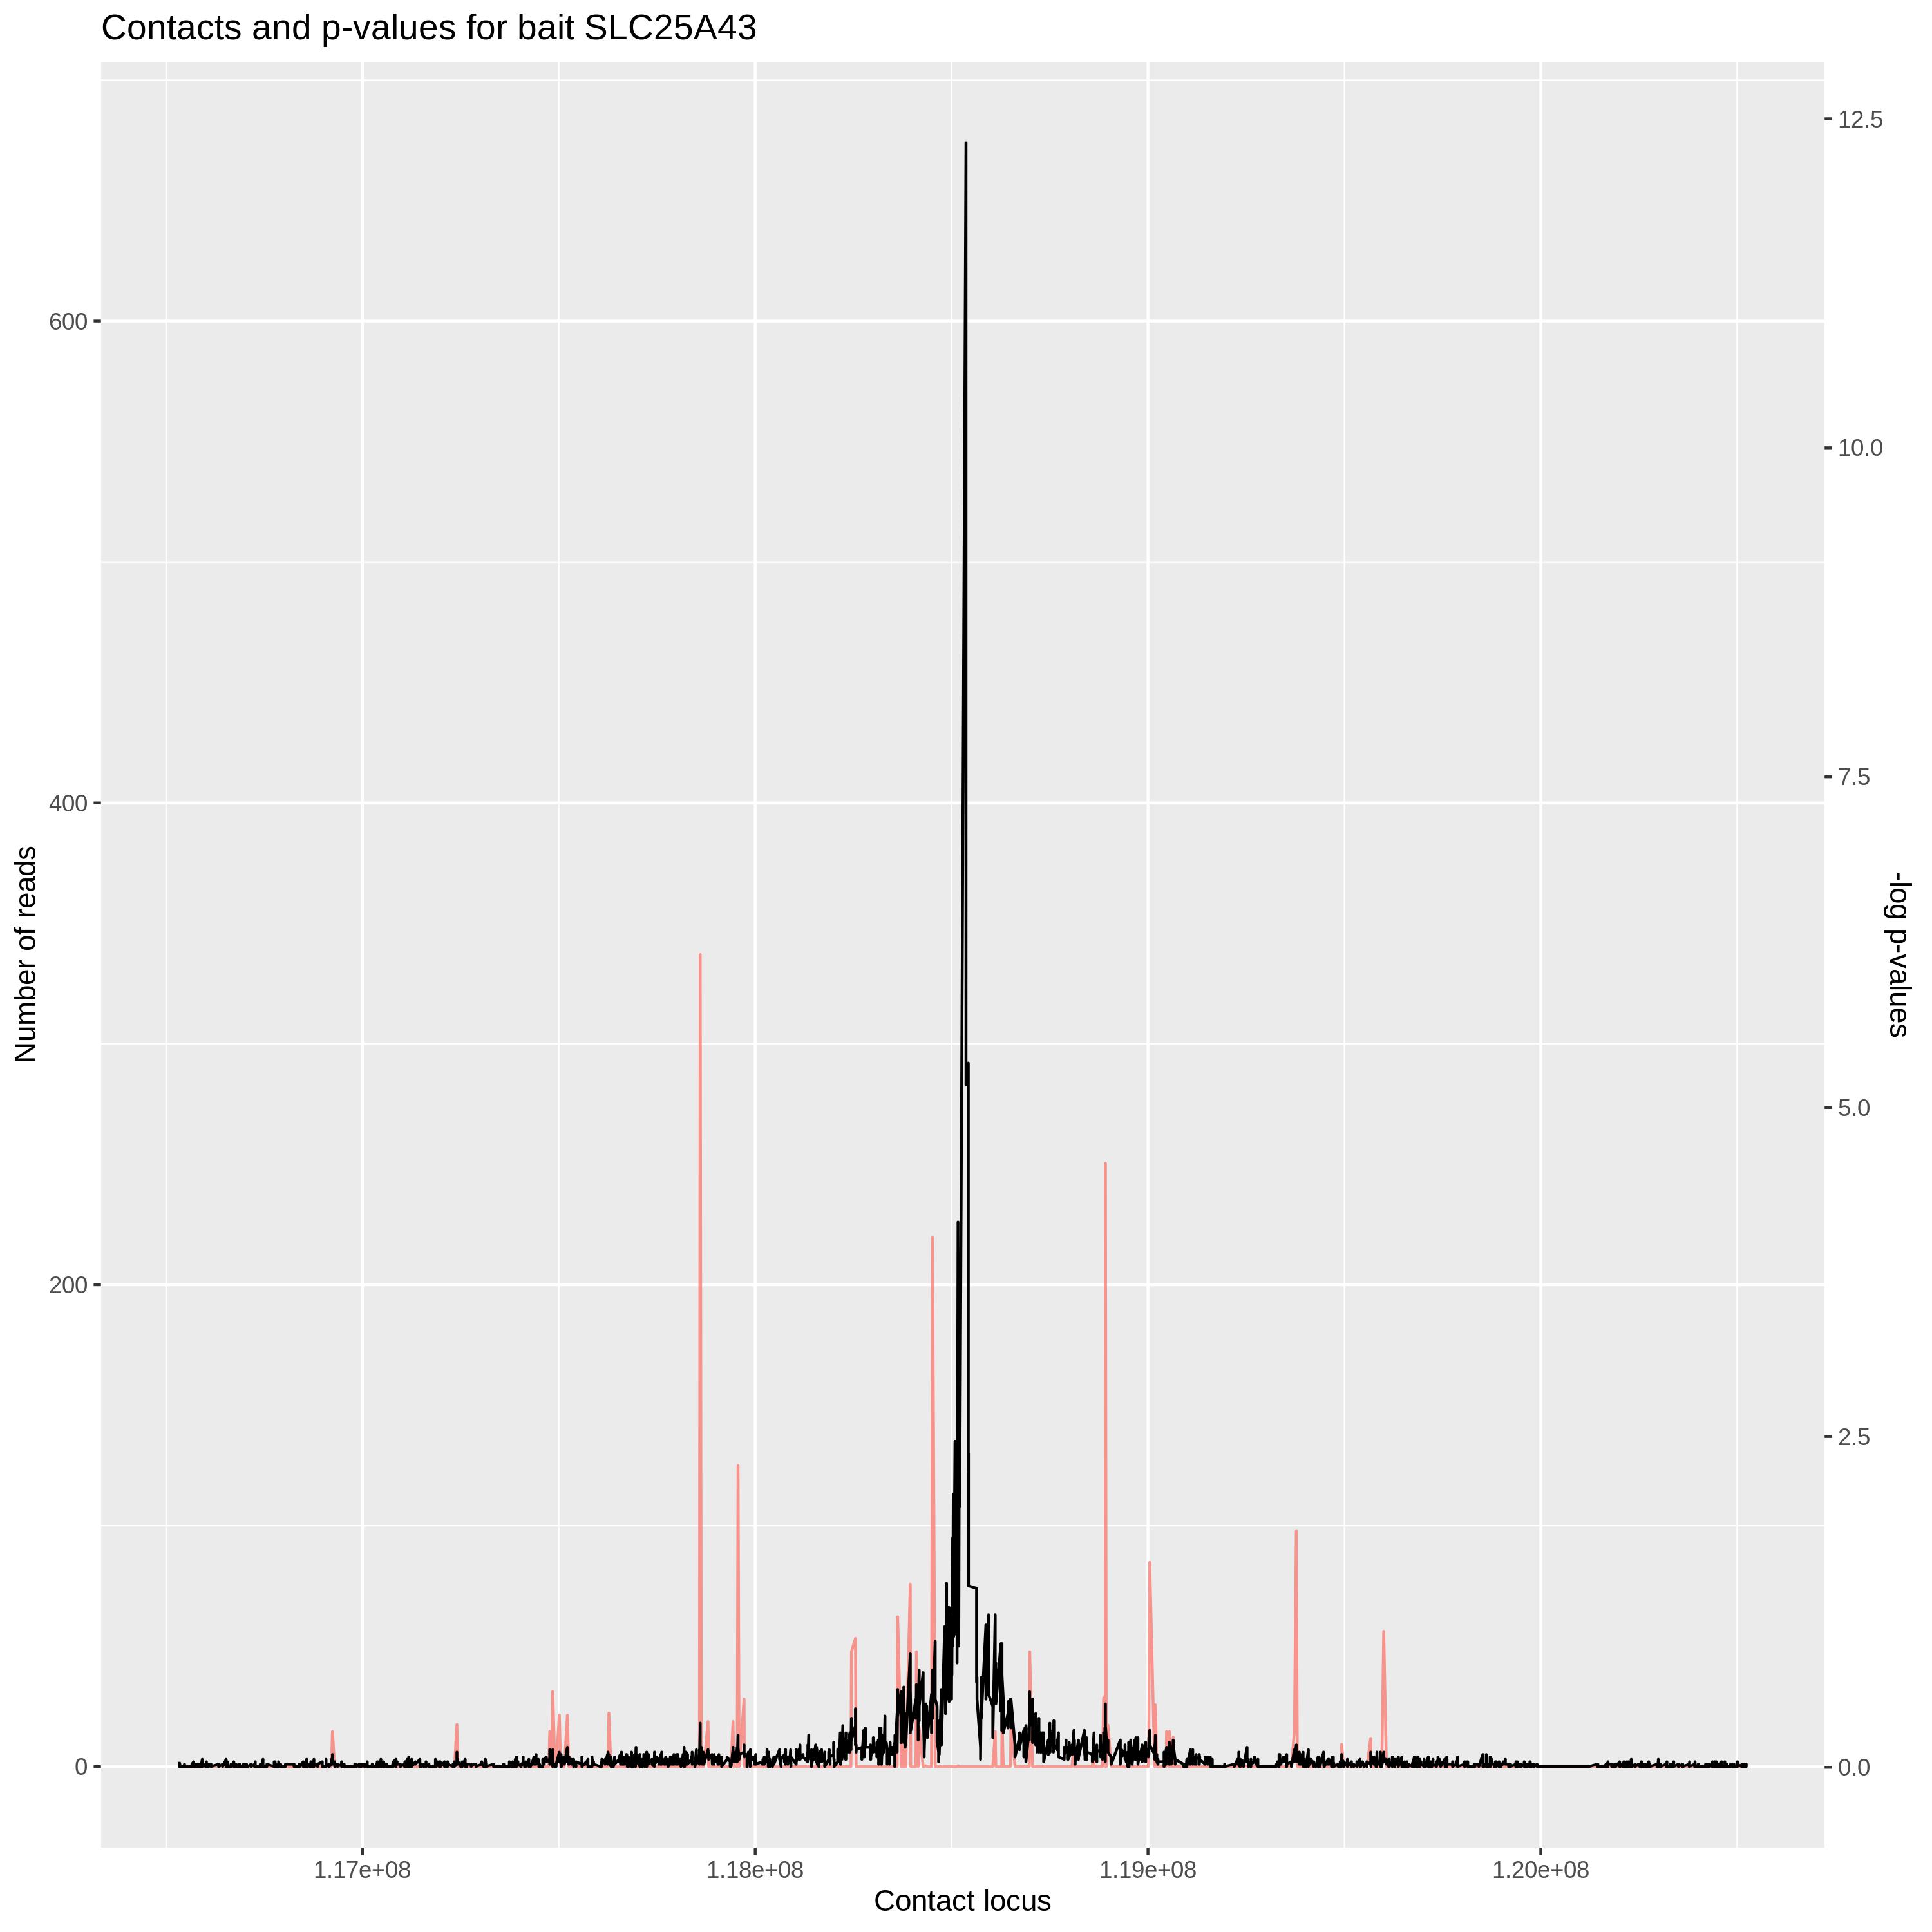 Contacts and p-values for bait SLC25A43
Number of reads
600
400
200
0
12.5
10.0
7.5
5.0
2.5
0.0
-log p-values
1.17e+08 1.18e+08 1.19e+08 1.20e+08
Contact locus